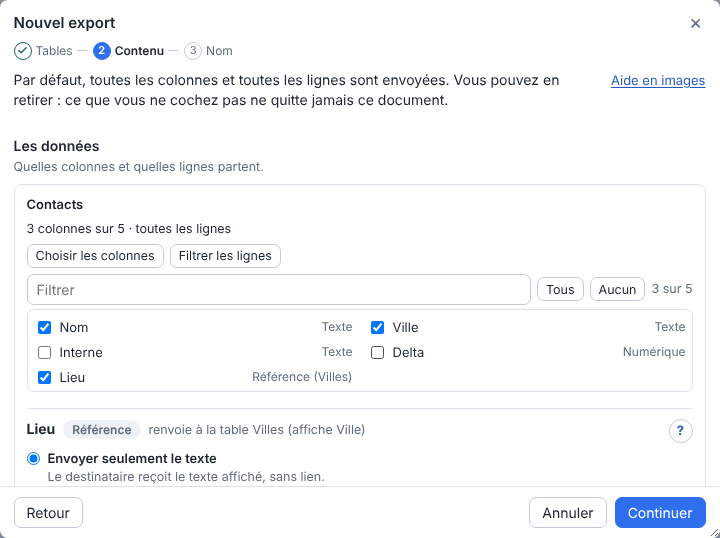 Nouvel export
Tables
2 Contenu
3 Nom
Par défaut, toutes les colonnes et toutes les lignes sont envoyées. Vous pouvez en
retirer : ce que vous ne cochez pas ne quitte jamais ce document.
Aide en images
Les données
Quelles colonnes et quelles lignes partent.
Contacts
3 colonnes sur 5 · toutes les lignes
Choisir les colonnes
Filtrer les lignes
Filtrer
Tous
Aucun
3 sur 5
Nom Texte
Ville Texte
Interne Texte
Delta Numérique
Lieu Référence (Villes)
Lieu Référence renvoie à la table Villes (affiche Ville) ?
Envoyer seulement le texte
Le destinataire reçoit le texte affiché, sans lien.
Retour
Annuler
Continuer